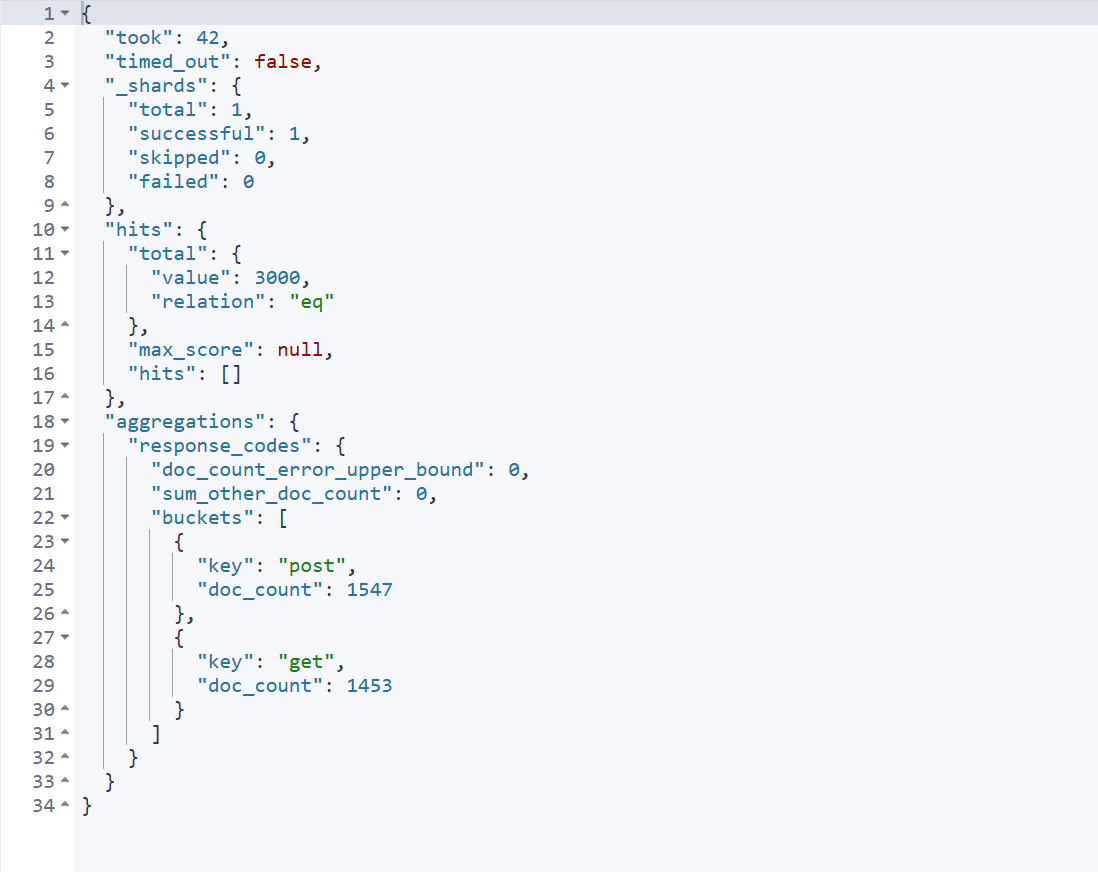 1 {
2   "took": 42,
3   "timed_out": false,
4   "_shards": {
5     "total": 1,
6     "successful": 1,
7     "skipped": 0,
8     "failed": 0
9   },
10   "hits": {
11     "total": {
12       "value": 3000,
13       "relation": "eq"
14     },
15     "max_score": null,
16     "hits": []
17   },
18   "aggregations": {
19     "response_codes": {
20       "doc_count_error_upper_bound": 0,
21       "sum_other_doc_count": 0,
22       "buckets": [
23         {
24           "key": "post",
25           "doc_count": 1547
26         },
27         {
28           "key": "get",
29           "doc_count": 1453
30         }
31       ]
32     }
33   }
34 }